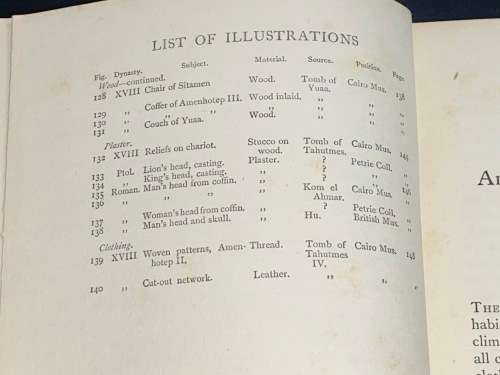 LIST OF ILLUSTRATIONS
Fig. Dynasty. Subject. Material. Source. Position. Page.
Wood—continued.
128 XVIII Chair of Sitamen Wood. Tomb of Yuaa. Cairo Mus. 138
129 „ Coffer of Amenhotep III. Wood inlaid. „ „
130 „ „ „ „ „ „
131 „ Couch of Yuaa. Wood. „ „
Plaster.
132 XVIII Reliefs on chariot. Stucco on wood. Tomb of Tahutmes. Cairo Mus. 144
133 Ptol. Lion's head, casting. Plaster. ? Petrie Coll. „
134 „ King's head, casting. „ ? „ „
135 Roman. Man's head from coffin. „ Kom el Ahmar. Cairo Mus. 146
136 „ „ „ „ ? „
137 „ Woman's head from coffin. „ ? Petrie Coll. „
138 „ Man's head and skull. „ Hu. British Mus. „
Clothing.
139 XVIII Woven patterns, Amenhotep II. Thread. Tomb of Tahutmes IV. Cairo Mus. 148
140 „ Cut-out network. Leather. „ „ „
THE
habi
clim
all c